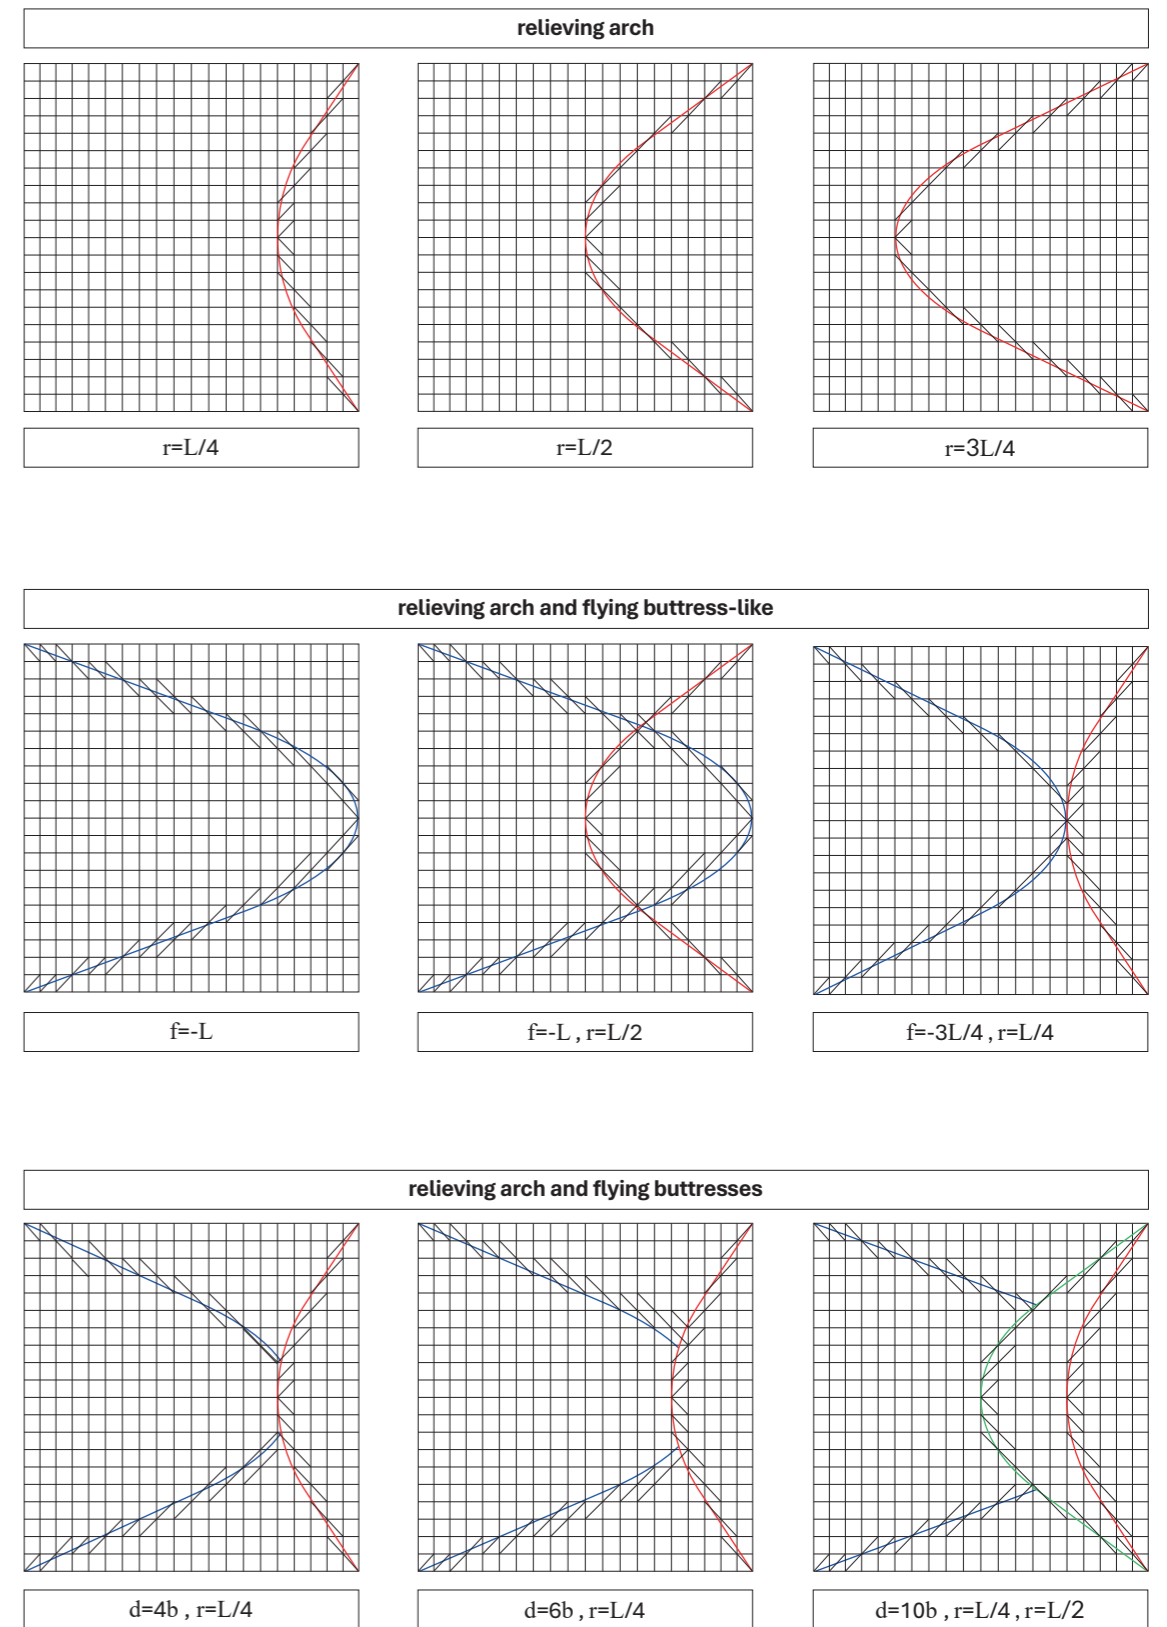 relieving arch
r=L/4
r=L/2
r=3L/4
relieving arch and flying buttress-like
f=-L
f=-L , r=L/2
f=-3L/4 , r=L/4
relieving arch and flying buttresses
d=4b , r=L/4
d=6b , r=L/4
d=10b , r=L/4 , r=L/2